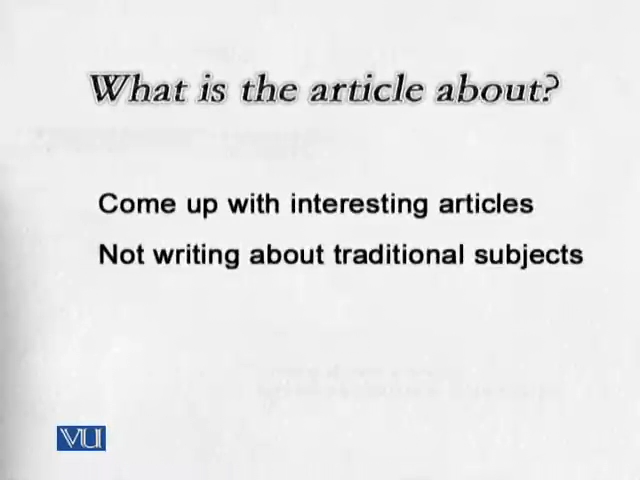 What is the article about?
Come up with interesting articles
Not writing about traditional subjects
VU